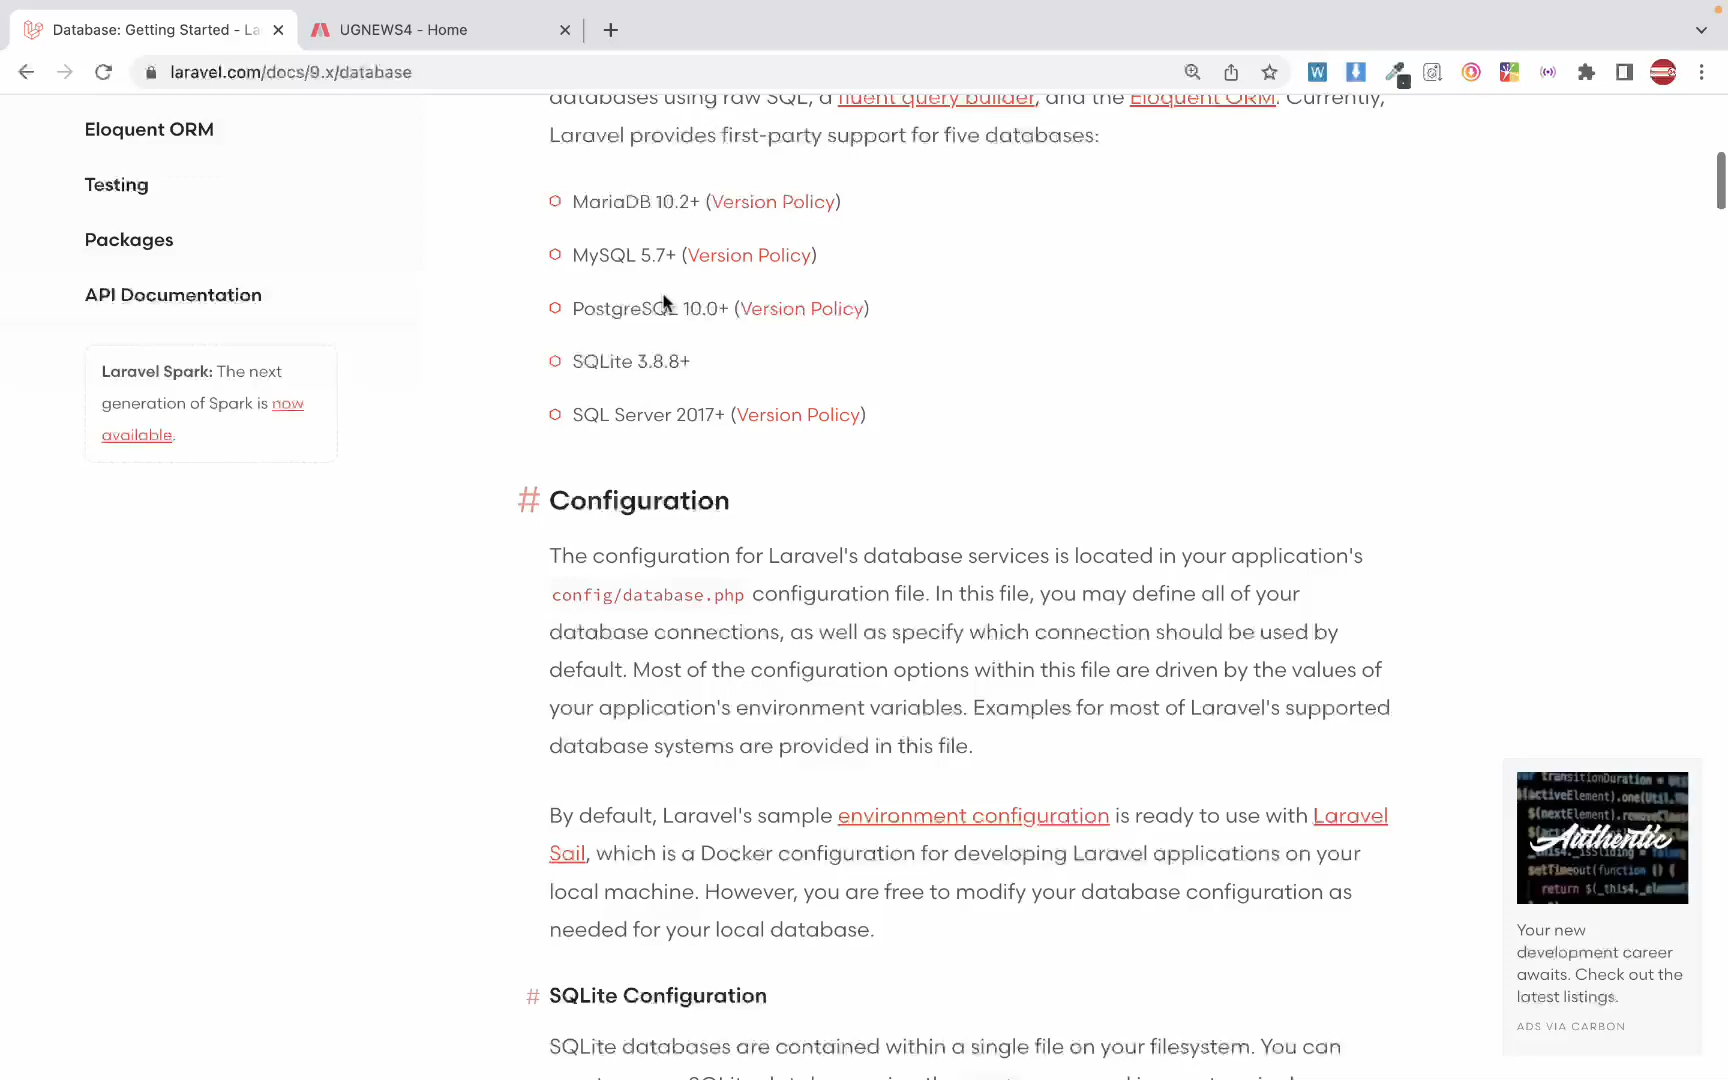 Database: Getting Started - La
UGNEWS4 - Home
laravel.com/docs/9.x/database
Eloquent ORM
Testing
Packages
API Documentation
Laravel Spark: The next
generation of Spark is now
available.
databases using raw SQL, a fluent query builder, and the Eloquent ORM. Currently,
Laravel provides first-party support for five databases:
MariaDB 10.2+ (Version Policy)
MySQL 5.7+ (Version Policy)
PostgreSQL 10.0+ (Version Policy)
SQLite 3.8.8+
SQL Server 2017+ (Version Policy)
# Configuration
The configuration for Laravel's database services is located in your application's
config/database.php configuration file. In this file, you may define all of your
database connections, as well as specify which connection should be used by
default. Most of the configuration options within this file are driven by the values of
your application's environment variables. Examples for most of Laravel's supported
database systems are provided in this file.
By default, Laravel's sample environment configuration is ready to use with Laravel
Sail, which is a Docker configuration for developing Laravel applications on your
local machine. However, you are free to modify your database configuration as
needed for your local database.
# SQLite Configuration
SQLite databases are contained within a single file on your filesystem. You can
Authentic
Your new
development career
awaits. Check out the
latest listings.
ADS VIA CARBON